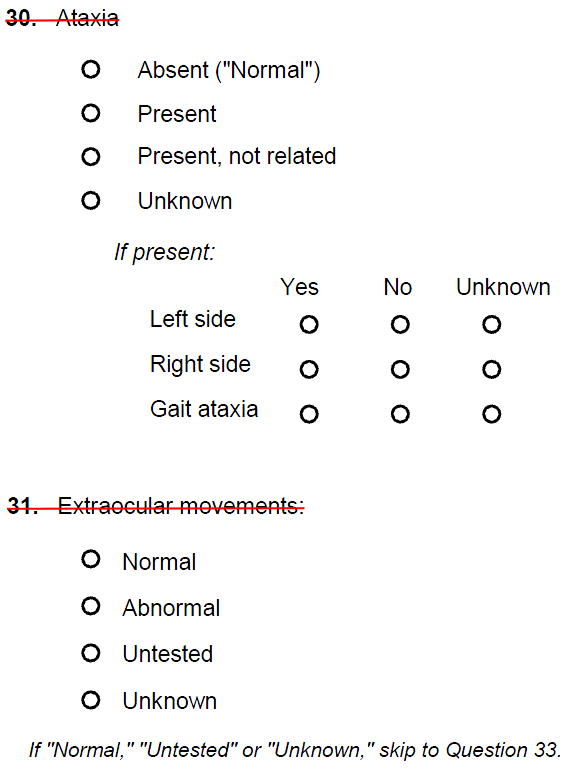 30. Ataxia
Absent ("Normal")
Present
Present, not related
Unknown
If present:
Yes No Unknown
Left side
Right side
Gait ataxia
31. Extraocular movements:
Normal
Abnormal
Untested
Unknown
If "Normal," "Untested" or "Unknown," skip to Question 33.